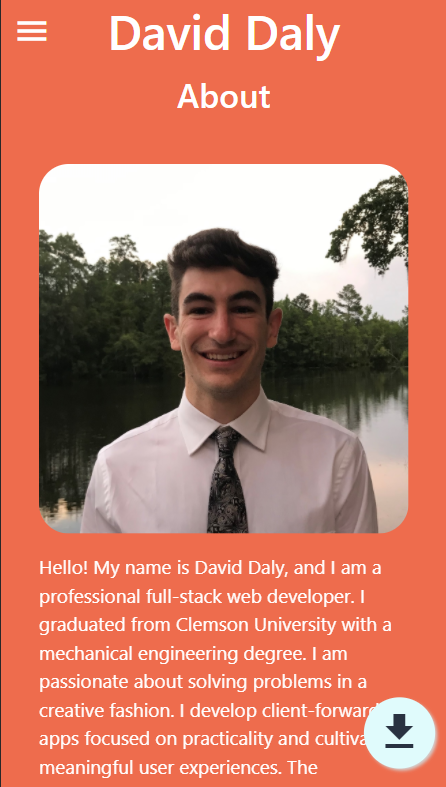 David Daly
About
Hello! My name is David Daly, and I am a
professional full-stack web developer. I
graduated from Clemson University with a
mechanical engineering degree. I am
passionate about solving problems in a
creative fashion. I develop client-forward
apps focused on practicality and
meaningful user experiences. The